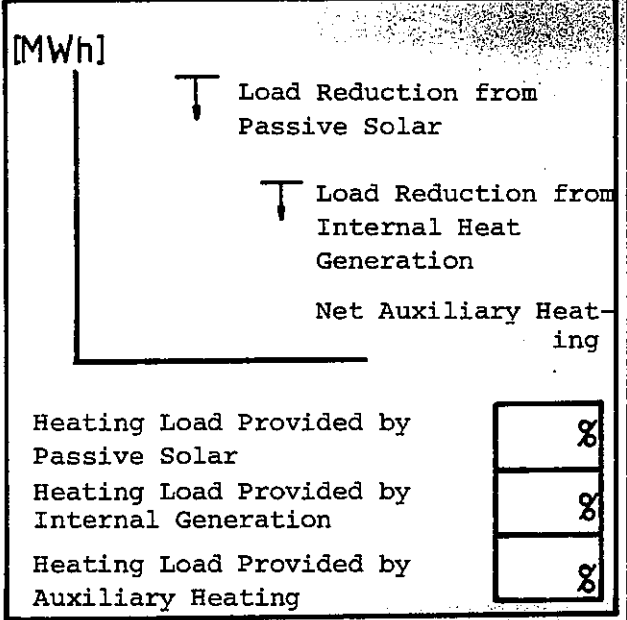 [MWh]
Load Reduction from
Passive Solar
Load Reduction from
Internal Heat
Generation
Net Auxiliary Heat-
ing
Heating Load Provided by
Passive Solar
%
Heating Load Provided by
Internal Generation
%
Heating Load Provided by
Auxiliary Heating
%